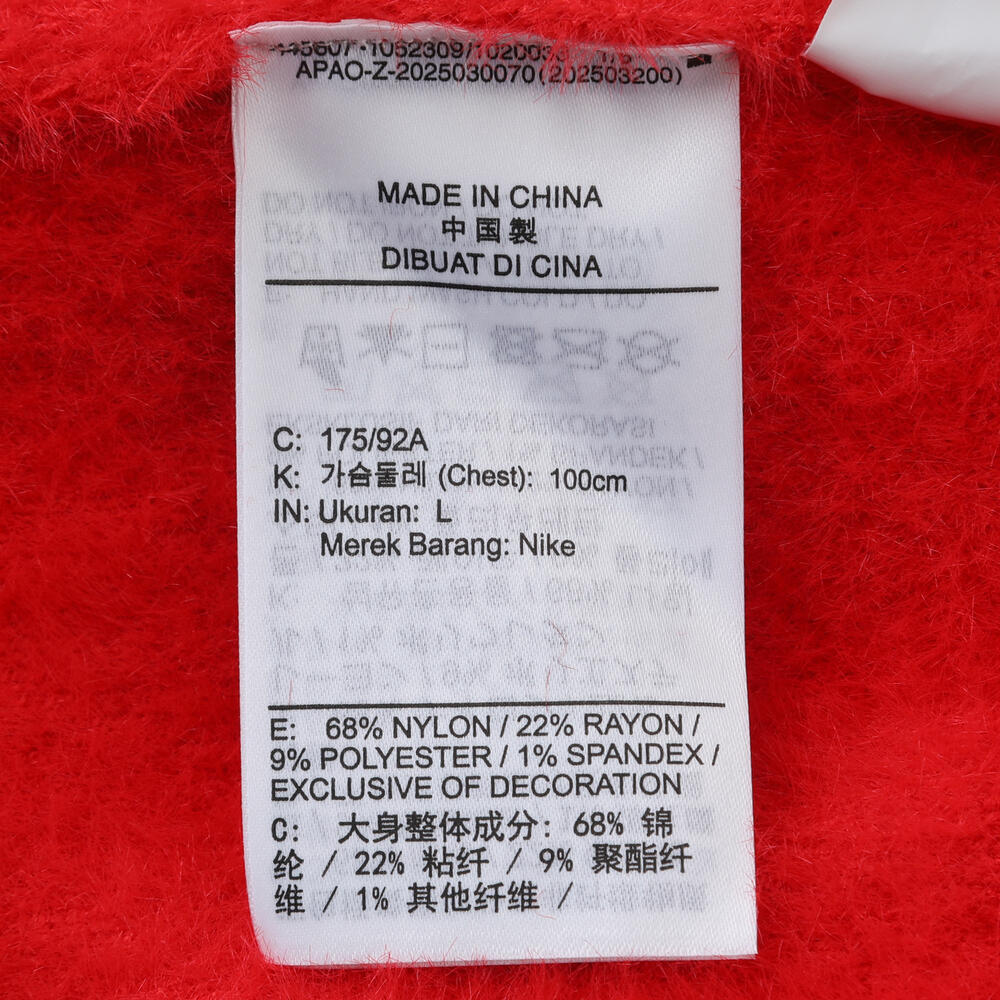 APAO-Z-2025030070(202503200)
MADE IN CHINA
中国製
DIBUAT DI CINA
C: 175/92A
K: 가슴둘레 (Chest): 100cm
IN: Ukuran: L
Merek Barang: Nike
E: 68% NYLON / 22% RAYON /
9% POLYESTER / 1% SPANDEX /
EXCLUSIVE OF DECORATION
C: 大身整体成分: 68% 锦
纶 / 22% 粘纤 / 9% 聚酯纤
维 / 1% 其他纤维 /